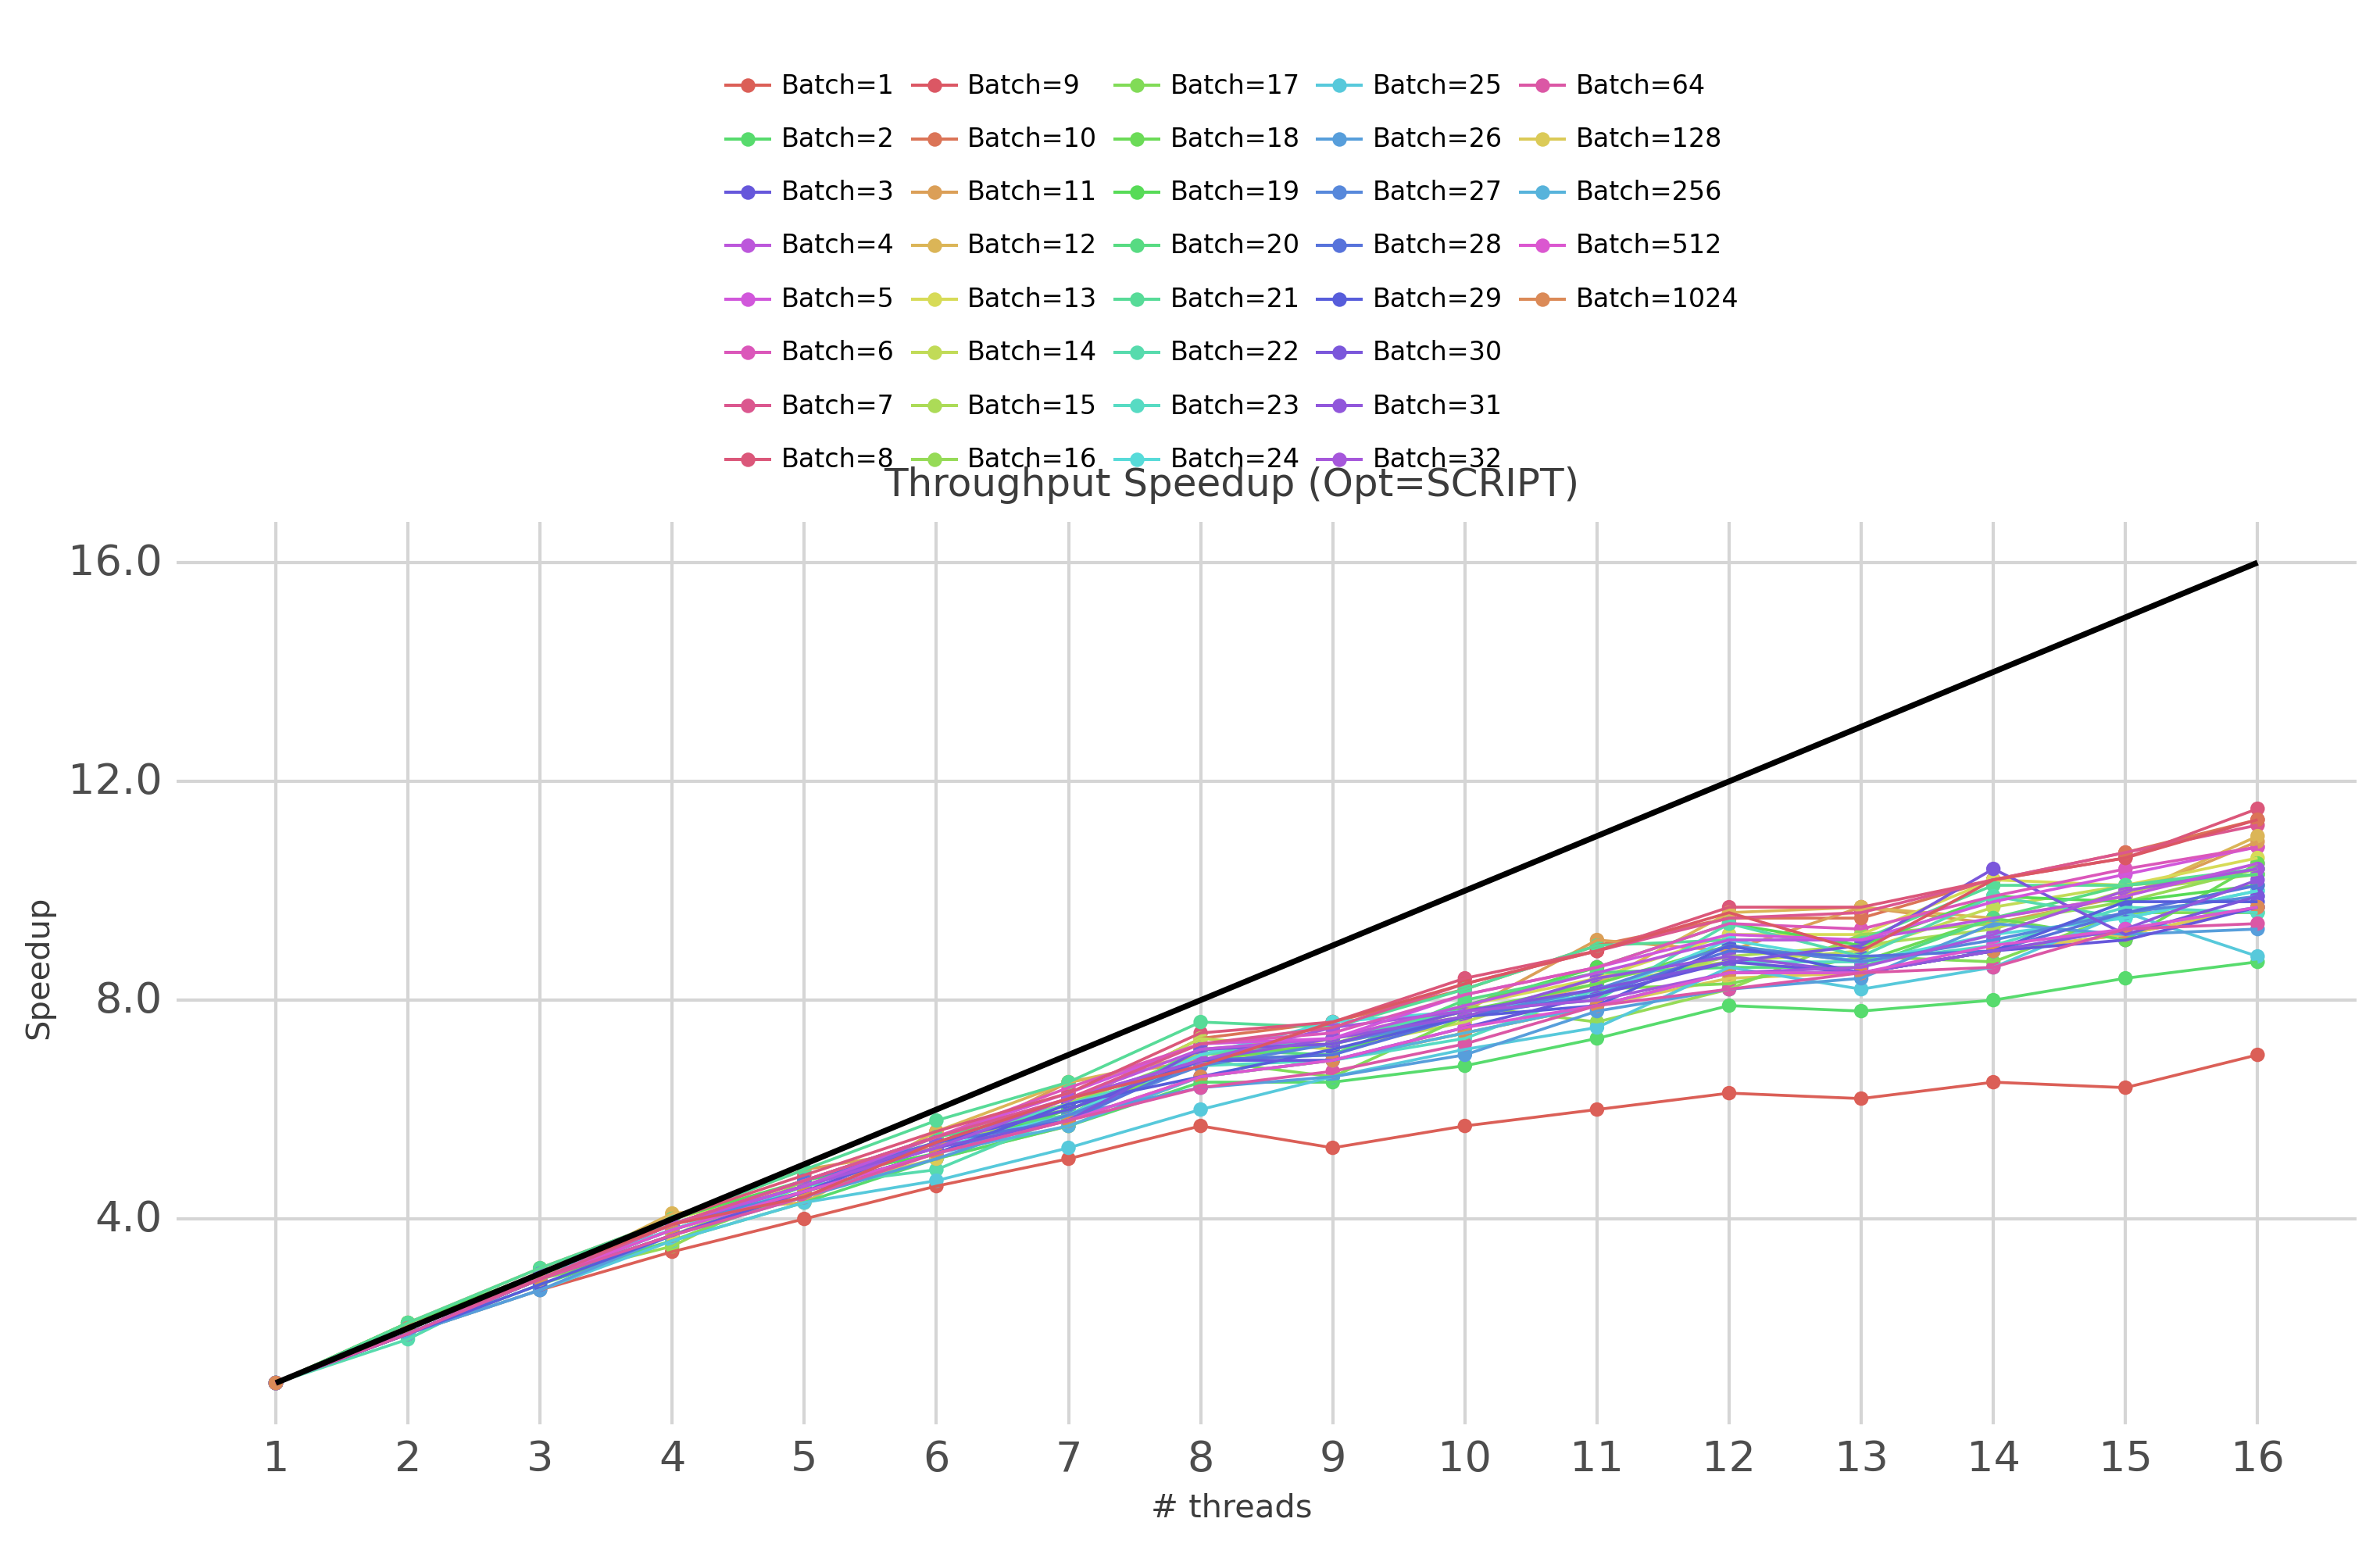 Batch=1 Batch=9 Batch=17 Batch=25 Batch=64
Batch=2 Batch=10 Batch=18 Batch=26 Batch=128
Batch=3 Batch=11 Batch=19 Batch=27 Batch=256
Batch=4 Batch=12 Batch=20 Batch=28 Batch=512
Batch=5 Batch=13 Batch=21 Batch=29 Batch=1024
Batch=6 Batch=14 Batch=22 Batch=30
Batch=7 Batch=15 Batch=23 Batch=31
Batch=8 Batch=16 Batch=24 Batch=32
Throughput Speedup (Opt=SCRIPT)
16.0
12.0
8.0
4.0
Speedup
1 2 3 4 5 6 7 8 9 10 11 12 13 14 15 16
# threads